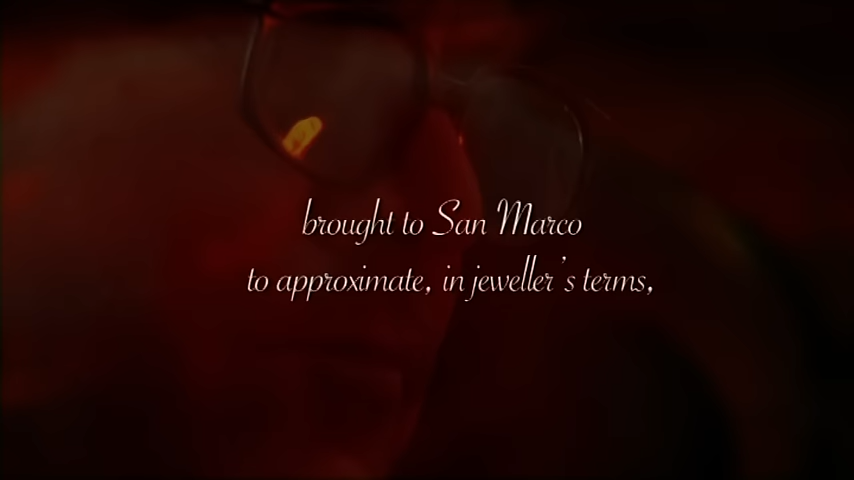 brought to San Marco
to approximate, in jeweller's terms,